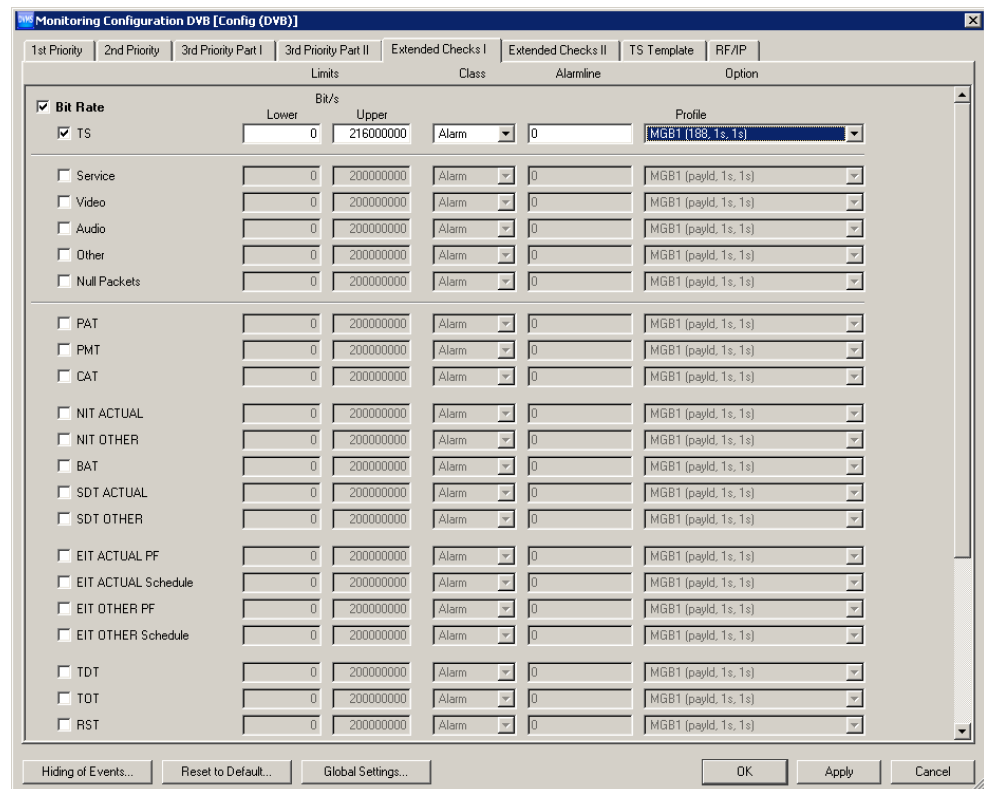 DVMS Monitoring Configuration DVB [Config (DVB)]
1st Priority 2nd Priority 3rd Priority Part I 3rd Priority Part II Extended Checks I Extended Checks II TS Template RF/IP
Limits Class Alarmline Option
Bit Rate Bit/s
Lower Upper Profile
TS 0 216000000 Alarm 0 MGB1 (188, 1s, 1s)
Service 0 200000000 Alarm 0 MGB1 (payld, 1s, 1s)
Video 0 200000000 Alarm 0 MGB1 (payld, 1s, 1s)
Audio 0 200000000 Alarm 0 MGB1 (payld, 1s, 1s)
Other 0 200000000 Alarm 0 MGB1 (payld, 1s, 1s)
Null Packets 0 200000000 Alarm 0 MGB1 (payld, 1s, 1s)
PAT 0 200000000 Alarm 0 MGB1 (payld, 1s, 1s)
PMT 0 200000000 Alarm 0 MGB1 (payld, 1s, 1s)
CAT 0 200000000 Alarm 0 MGB1 (payld, 1s, 1s)
NIT ACTUAL 0 200000000 Alarm 0 MGB1 (payld, 1s, 1s)
NIT OTHER 0 200000000 Alarm 0 MGB1 (payld, 1s, 1s)
BAT 0 200000000 Alarm 0 MGB1 (payld, 1s, 1s)
SDT ACTUAL 0 200000000 Alarm 0 MGB1 (payld, 1s, 1s)
SDT OTHER 0 200000000 Alarm 0 MGB1 (payld, 1s, 1s)
EIT ACTUAL PF 0 200000000 Alarm 0 MGB1 (payld, 1s, 1s)
EIT ACTUAL Schedule 0 200000000 Alarm 0 MGB1 (payld, 1s, 1s)
EIT OTHER PF 0 200000000 Alarm 0 MGB1 (payld, 1s, 1s)
EIT OTHER Schedule 0 200000000 Alarm 0 MGB1 (payld, 1s, 1s)
TDT 0 200000000 Alarm 0 MGB1 (payld, 1s, 1s)
TOT 0 200000000 Alarm 0 MGB1 (payld, 1s, 1s)
RST 0 200000000 Alarm 0 MGB1 (payld, 1s, 1s)
Hiding of Events... Reset to Default... Global Settings... OK Apply Cancel